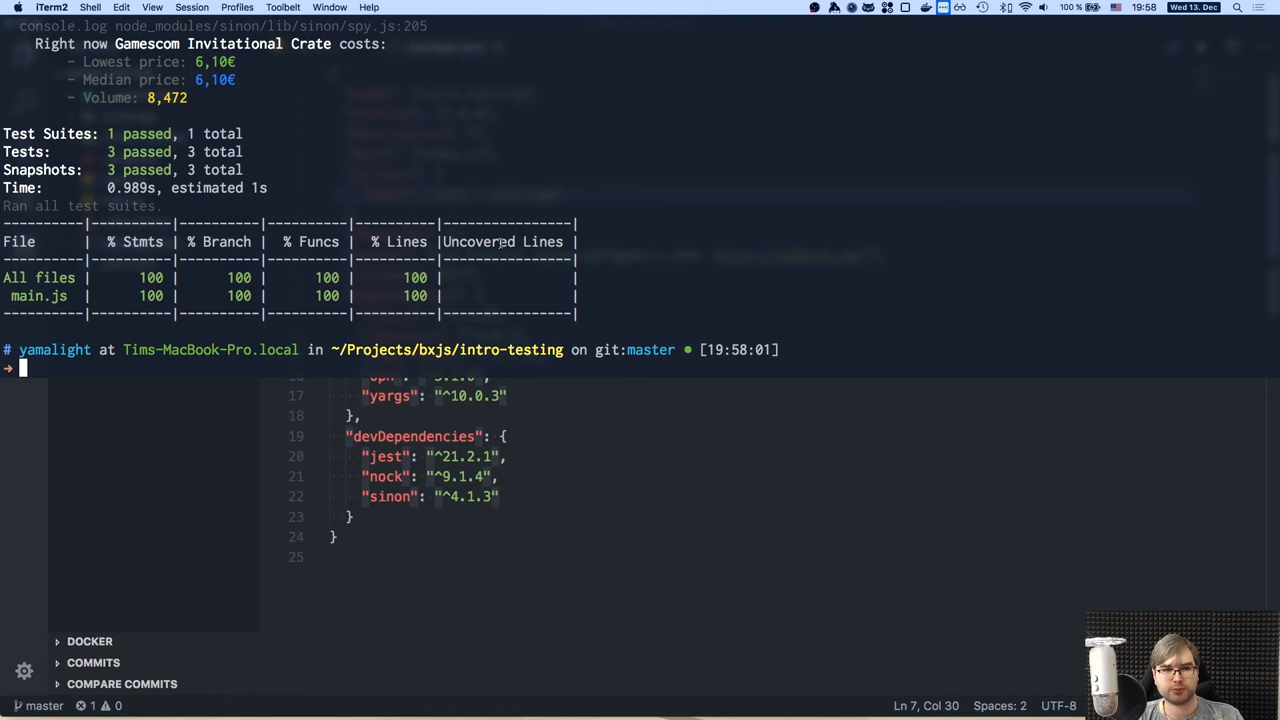 iTerm2 Shell Edit View Session Profiles Toolbelt Window Help 100 % 19:58 Wed 13. Dec
console.log node_modules/sinon/lib/sinon/spy.js:205
Right now Gamescom Invitational Crate costs:
- Lowest price: 6,10€
- Median price: 6,10€
- Volume: 8,472
Test Suites: 1 passed, 1 total
Tests: 3 passed, 3 total
Snapshots: 3 passed, 3 total
Time: 0.989s, estimated 1s
Ran all test suites.
----------|----------|----------|----------|----------|----------------|
File | % Stmts | % Branch | % Funcs | % Lines |Uncovered Lines |
----------|----------|----------|----------|----------|----------------|
All files | 100 | 100 | 100 | 100 | |
main.js | 100 | 100 | 100 | 100 | |
----------|----------|----------|----------|----------|----------------|
# yamalight at Tims-MacBook-Pro.local in ~/Projects/bxjs/intro-testing on git:master ● [19:58:01]
➜
17 "yargs": "^10.0.3"
18 },
19 "devDependencies": {
20 "jest": "^21.2.1",
21 "nock": "^9.1.4",
22 "sinon": "^4.1.3"
23 }
24 }
25
DOCKER
COMMITS
COMPARE COMMITS
master 1 0 Ln 7, Col 30 Spaces: 2 UTF-8